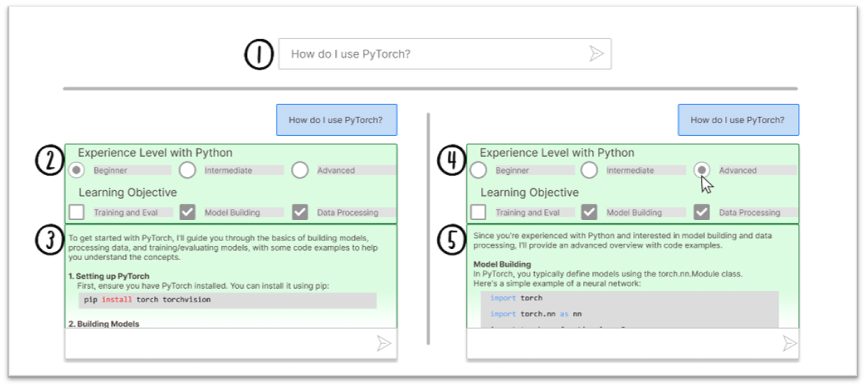 1
How do I use PyTorch?
How do I use PyTorch?
2
Experience Level with Python
Beginner Intermediate Advanced
Learning Objective
Training and Eval Model Building Data Processing
3
To get started with PyTorch, I'll guide you through the basics of building models,
processing data, and training/evaluating models, with some code examples to help
you understand the concepts.
1. Setting up PyTorch
First, ensure you have PyTorch installed. You can install it using pip:
pip install torch torchvision
2. Building Models
How do I use PyTorch?
4
Experience Level with Python
Beginner Intermediate Advanced
Learning Objective
Training and Eval Model Building Data Processing
5
Since you're experienced with Python and interested in model building and data
processing, I'll provide an advanced overview with code examples.
Model Building
In PyTorch, you typically define models using the torch.nn.Module class.
Here's a simple example of a neural network:
import torch
import torch.nn as nn